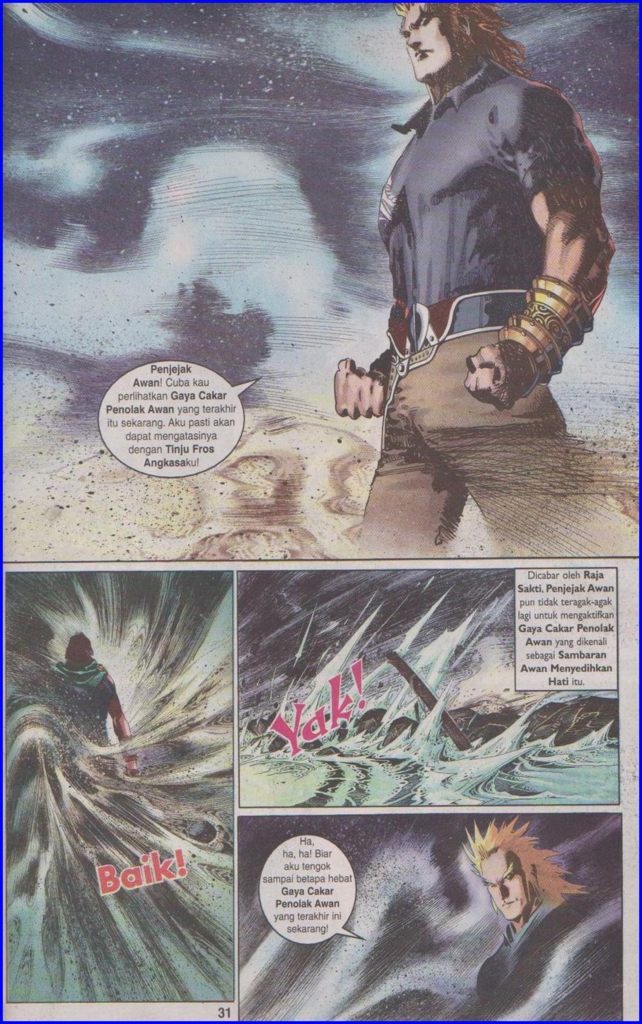 Penjejak
Awan! Cuba kau
perlihatkan Gaya Cakar
Penolak Awan yang terakhir
itu sekarang. Aku pasti akan
dapat mengatasinya
dengan Tinju Fros
Angkasaku!
Baik!
Dicabar oleh Raja
Sakti, Penjejak Awan
pun tidak teragak-agak
lagi untuk mengaktifkan
Gaya Cakar Penolak
Awan yang dikenali
sebagai Sambaran
Awan Menyedihkan
Hati itu.
Yak!
Ha,
ha, ha! Biar
aku tengok
sampai betapa hebat
Gaya Cakar
Penolak Awan
yang terakhir ini
sekarang!
31